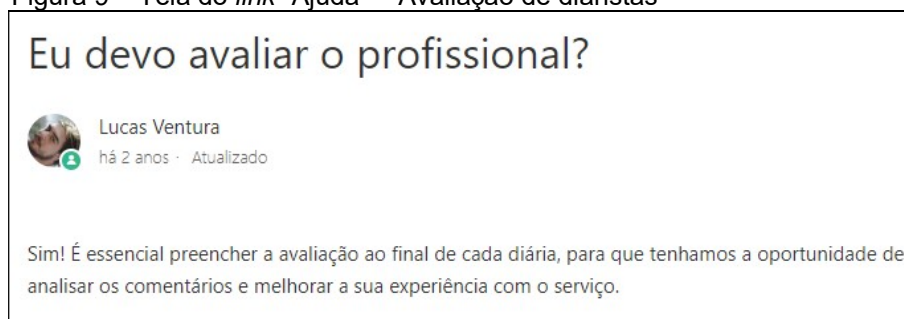 Figura 9 – Tela do link "Ajuda" – Avaliação de diaristas
Eu devo avaliar o profissional?
Lucas Ventura
há 2 anos · Atualizado
Sim! É essencial preencher a avaliação ao final de cada diária, para que tenhamos a oportunidade de
analisar os comentários e melhorar a sua experiência com o serviço.